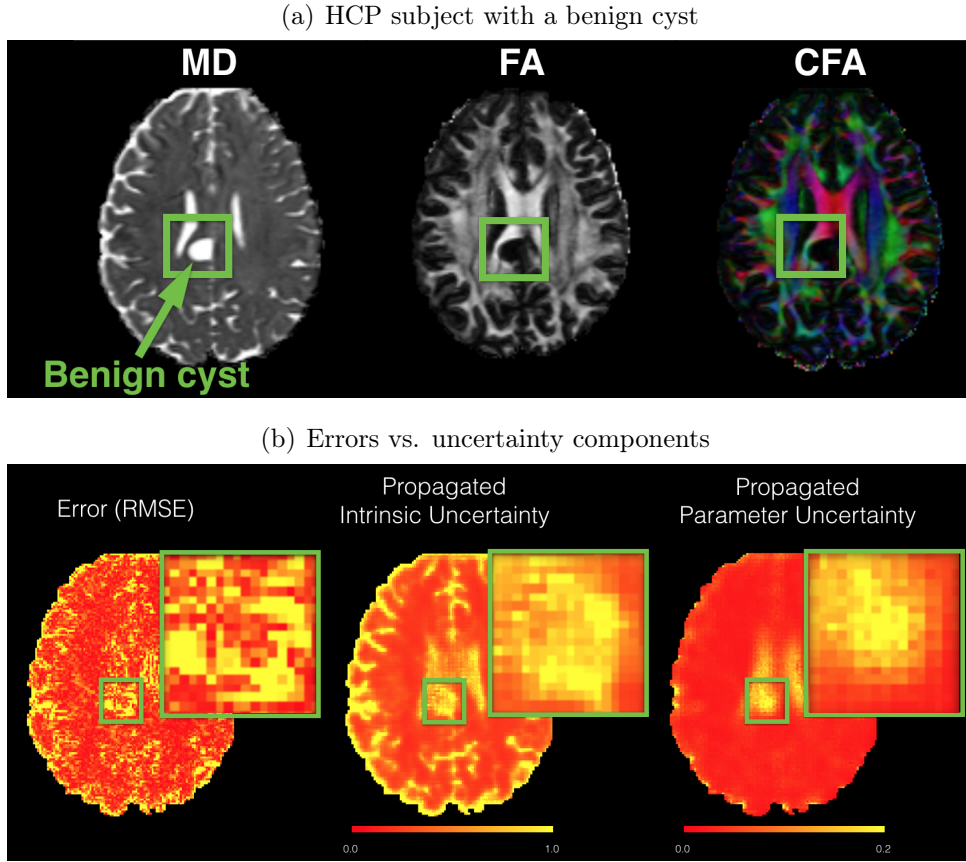 (a) HCP subject with a benign cyst
MD
FA
CFA
Benign cyst
(b) Errors vs. uncertainty components
Error (RMSE)
Propagated
Intrinsic Uncertainty
Propagated
Parameter Uncertainty
0.0
1.0
0.0
0.2